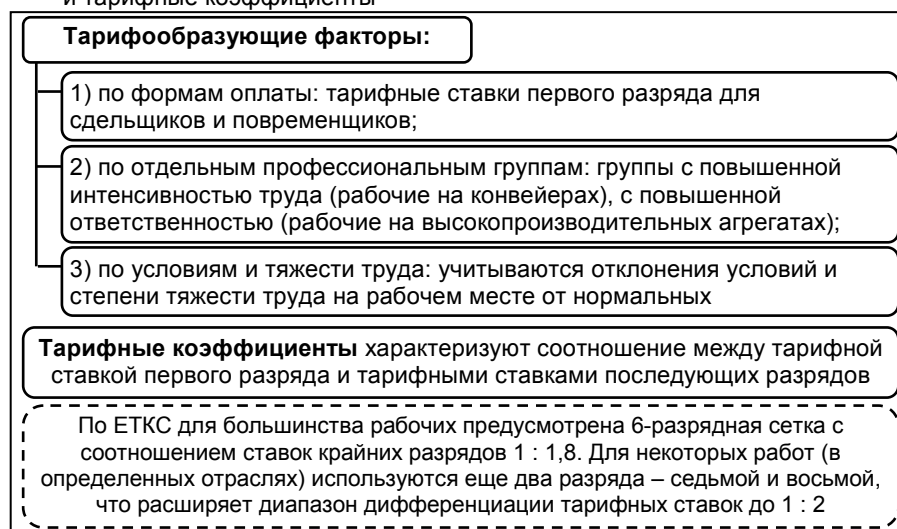 и тарифные коэффициенты
Тарифообразующие факторы:
1) по формам оплаты: тарифные ставки первого разряда для
сдельщиков и повременщиков;
2) по отдельным профессиональным группам: группы с повышенной
интенсивностью труда (рабочие на конвейерах), с повышенной
ответственностью (рабочие на высокопроизводительных агрегатах);
3) по условиям и тяжести труда: учитываются отклонения условий и
степени тяжести труда на рабочем месте от нормальных
Тарифные коэффициенты характеризуют соотношение между тарифной
ставкой первого разряда и тарифными ставками последующих разрядов
По ЕТКС для большинства рабочих предусмотрена 6-разрядная сетка с
соотношением ставок крайних разрядов 1 : 1,8. Для некоторых работ (в
определенных отраслях) используются еще два разряда – седьмой и восьмой,
что расширяет диапазон дифференциации тарифных ставок до 1 : 2